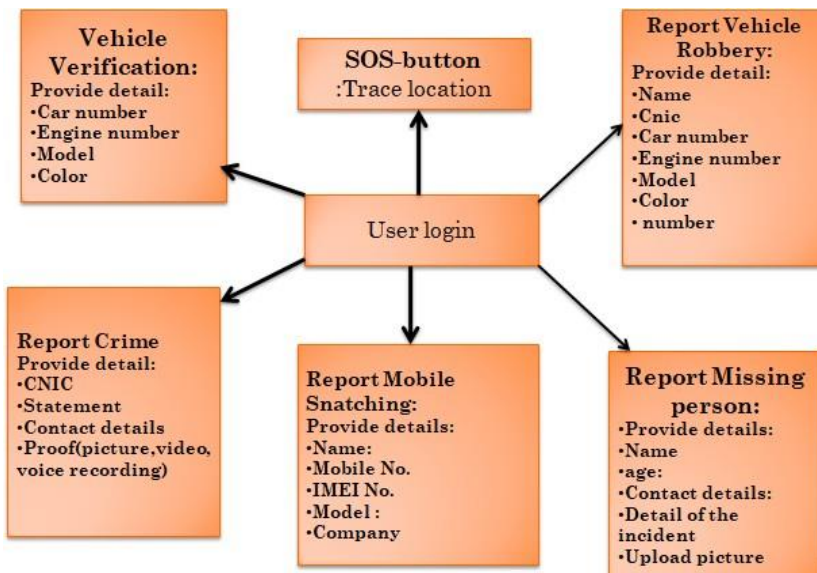 Vehicle
Verification:
Provide detail:
•Car number
•Engine number
•Model
•Color
SOS-button
:Trace location
Report Vehicle
Robbery:
Provide detail:
•Name
•Cnic
•Car number
•Engine number
•Model
•Color
• number
User login
Report Crime
Provide detail:
•CNIC
•Statement
•Contact details
•Proof(picture,video,
voice recording)
Report Mobile
Snatching:
Provide details:
•Name:
•Mobile No.
•IMEI No.
•Model :
•Company
Report Missing
person:
•Provide details:
•Name
•age:
•Contact details:
•Detail of the
incident
•Upload picture